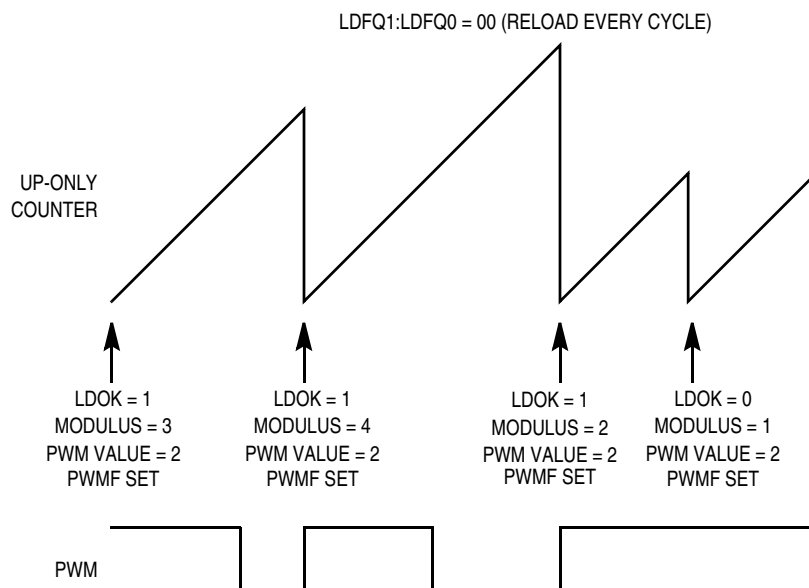 LDFQ1:LDFQ0 = 00 (RELOAD EVERY CYCLE)
UP-ONLY
COUNTER
LDOK = 1
MODULUS = 3
PWM VALUE = 2
PWMF SET
LDOK = 1
MODULUS = 4
PWM VALUE = 2
PWMF SET
LDOK = 1
MODULUS = 2
PWM VALUE = 2
PWMF SET
LDOK = 0
MODULUS = 1
PWM VALUE = 2
PWMF SET
PWM